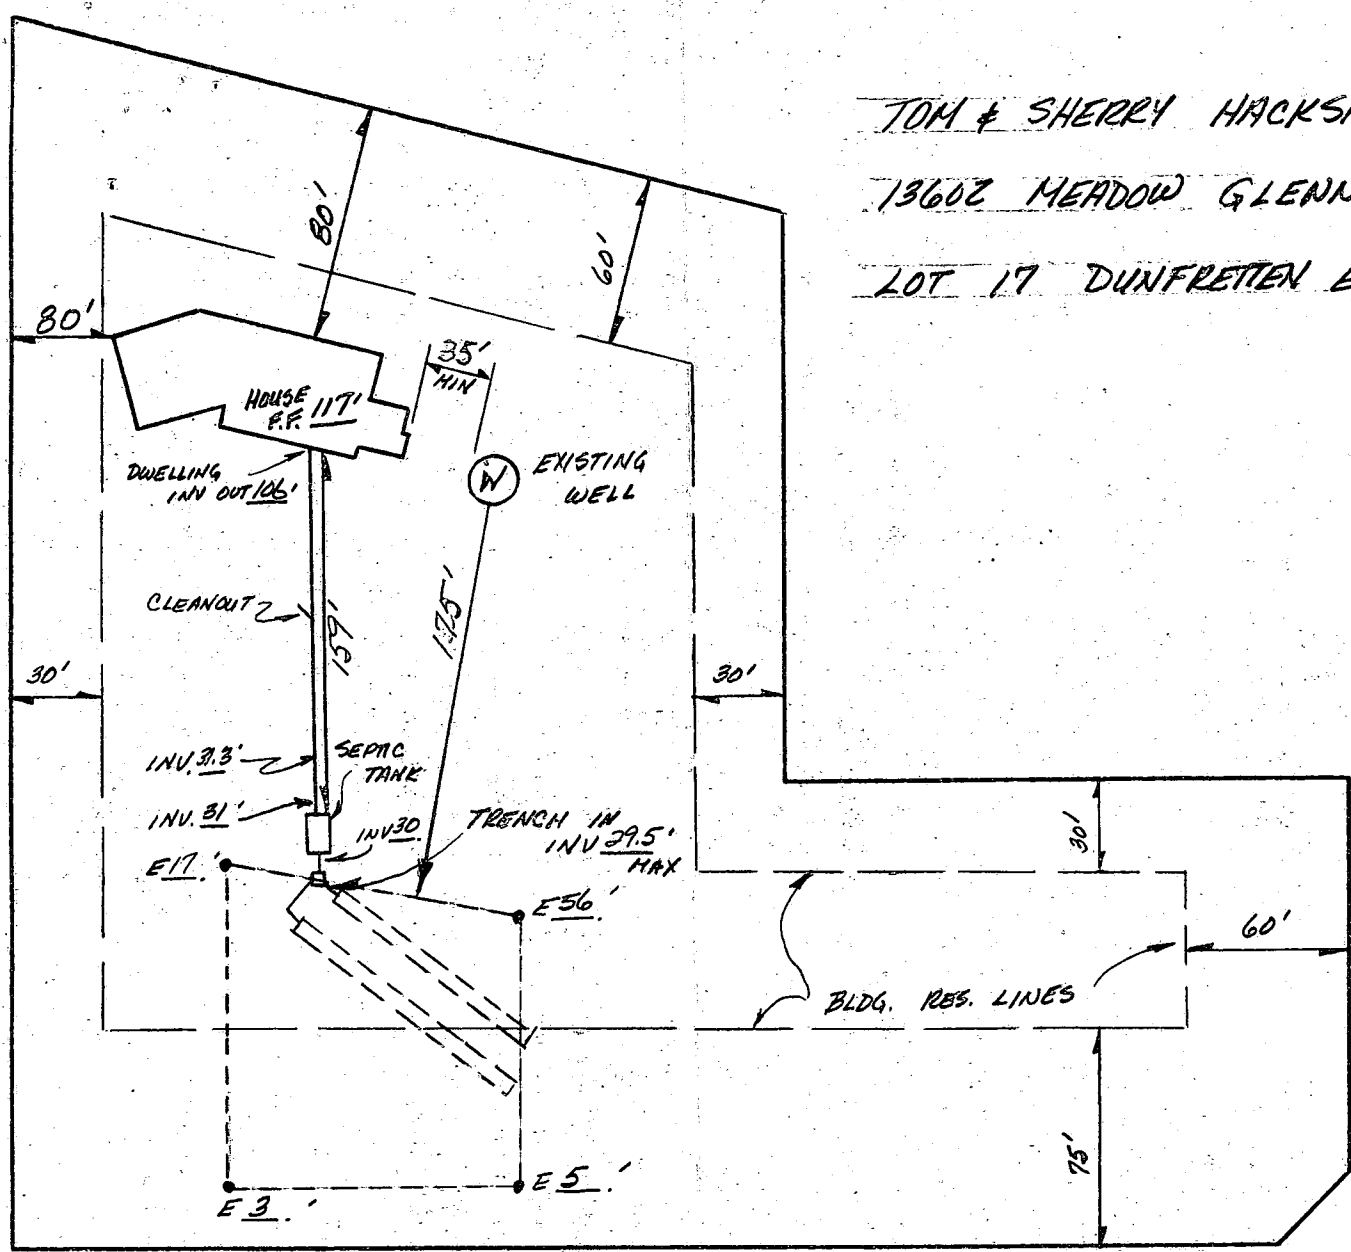 TOM & SHERRY
13602 MEADOW GLENN
LOT 17 DUNFRETTEN
80'
60'
80'
35'
MIN
HOUSE
F.F. 117'
DWELLING
INV OUT 106'
W
EXISTING
WELL
CLEANOUT
159'
175'
30'
30'
INV. 31.3'
SEPTIC
TANK
INV. 31'
INV 30.
TRENCH IN
INV 29.5'
MAX
30'
E 17.'
E 56.'
60'
BLDG. RES. LINES
75'
E 5.'
E 3.'